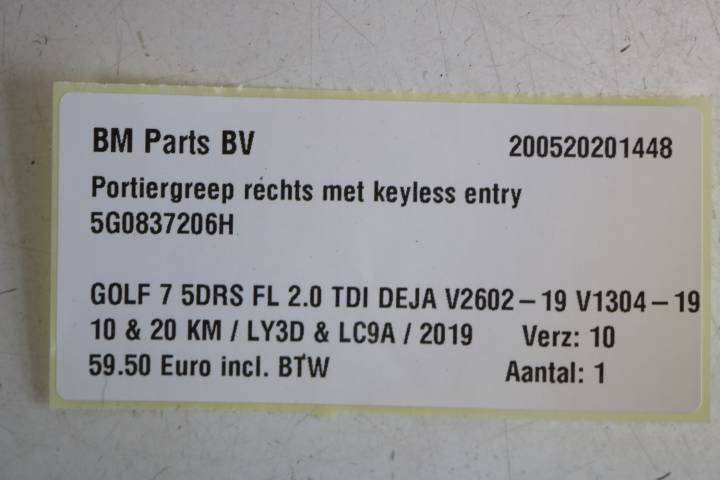 BM Parts BV 200520201448
Portiergreep rechts met keyless entry
5G0837206H
GOLF 7 5DRS FL 2.0 TDI DEJA V2602-19 V1304-19
10 & 20 KM / LY3D & LC9A / 2019 Verz: 10
59.50 Euro incl. BTW Aantal: 1